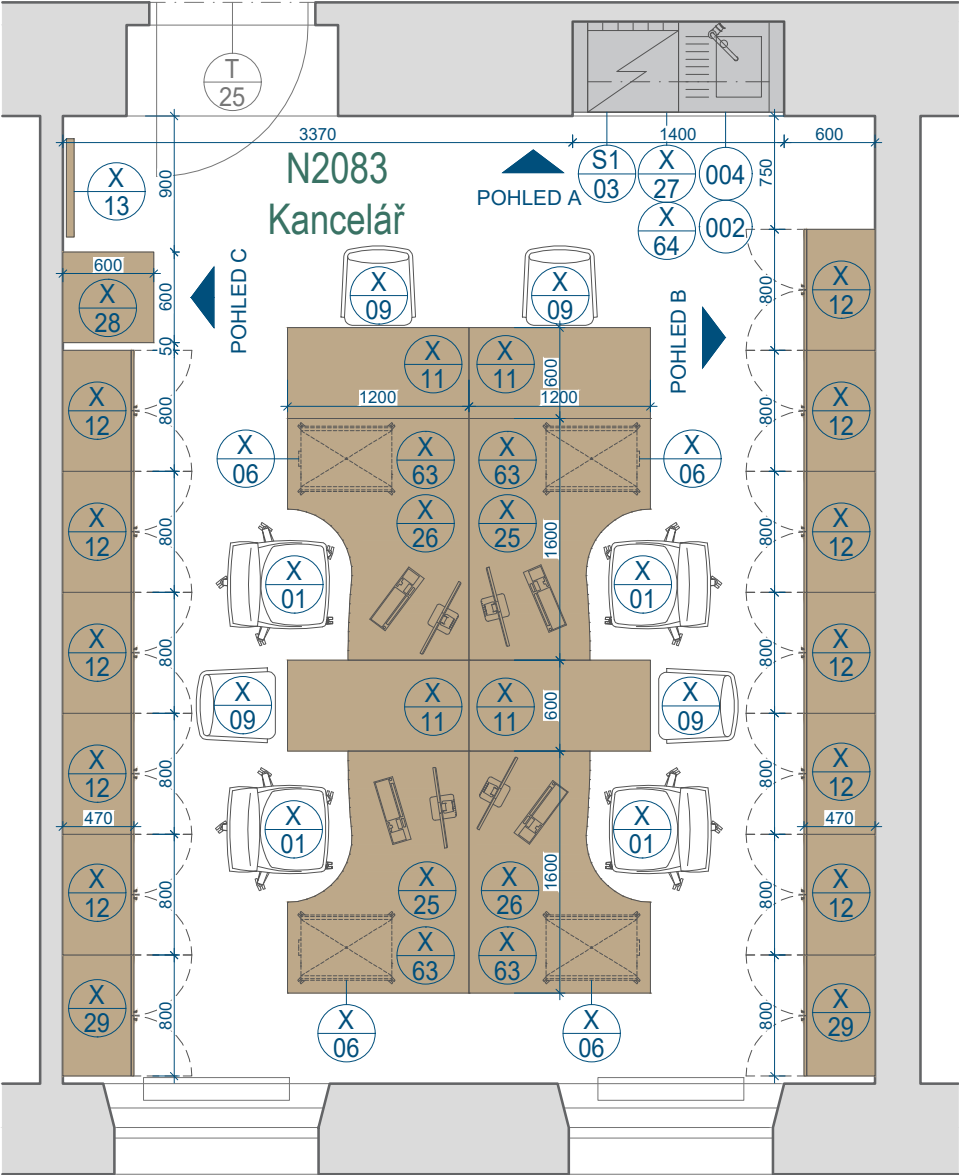 T
25
3370
1400
600
N2083
Kancelář
POHLED A
S1
03
X
27
004
X
64
002
750
X
13
900
600
X
28
600
50
POHLED C
POHLED B
X
09
X
09
800
X
12
X
11
X
11
600
1200
1200
X
12
800
800
X
12
X
06
X
63
X
63
X
06
X
26
X
25
1600
X
12
800
800
X
12
X
01
X
01
X
12
800
800
X
12
X
09
X
11
X
11
600
X
09
X
12
800
800
X
12
470
470
X
01
X
01
X
12
800
X
25
X
26
1600
800
X
12
X
63
X
63
X
29
800
800
X
29
X
06
X
06